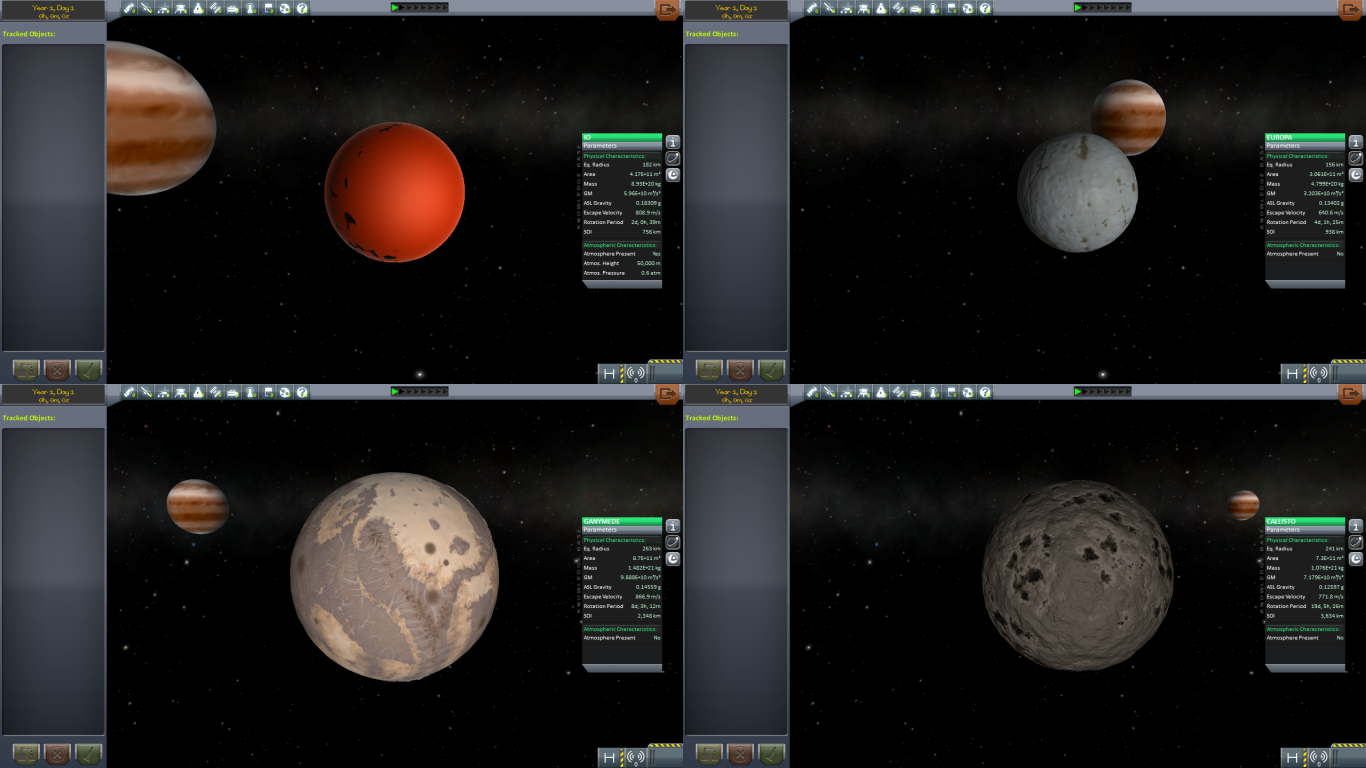 Year 1, Day 1
0h, 0m, 0s
Tracked Objects:
IO
Parameters
Physical Characteristics:
Eq. Radius 182 km
Area 4.17E+11 m²
Mass 8.93E+20 kg
GM 5.96E+10 m³/s²
ASL Gravity 0.18309 g
Escape Velocity 808.9 m/s
Rotation Period 2d, 0h, 39m
SOI 756 km
Atmospheric Characteristics:
Atmosphere Present Yes
Atmos. Height 50,000 m
Atmos. Pressure 0.6 atm
Year 1, Day 1
0h, 0m, 0s
Tracked Objects:
EUROPA
Parameters
Physical Characteristics:
Eq. Radius 156 km
Area 3.061E+11 m²
Mass 4.799E+20 kg
GM 3.203E+10 m³/s²
ASL Gravity 0.13402 g
Escape Velocity 640.6 m/s
Rotation Period 4d, 1h, 25m
SOI 938 km
Atmospheric Characteristics:
Atmosphere Present No
Year 1, Day 1
0h, 0m, 0s
Tracked Objects:
GANYMEDE
Parameters
Physical Characteristics:
Eq. Radius 263 km
Area 8.7E+11 m²
Mass 1.482E+21 kg
GM 9.888E+10 m³/s²
ASL Gravity 0.14559 g
Escape Velocity 866.9 m/s
Rotation Period 8d, 3h, 12m
SOI 2,348 km
Atmospheric Characteristics:
Atmosphere Present No
Year 1, Day 1
0h, 0m, 0s
Tracked Objects:
CALLISTO
Parameters
Physical Characteristics:
Eq. Radius 241 km
Area 7.3E+11 m²
Mass 1.076E+21 kg
GM 7.179E+10 m³/s²
ASL Gravity 0.12597 g
Escape Velocity 771.8 m/s
Rotation Period 19d, 5h, 26m
SOI 3,634 km
Atmospheric Characteristics:
Atmosphere Present No